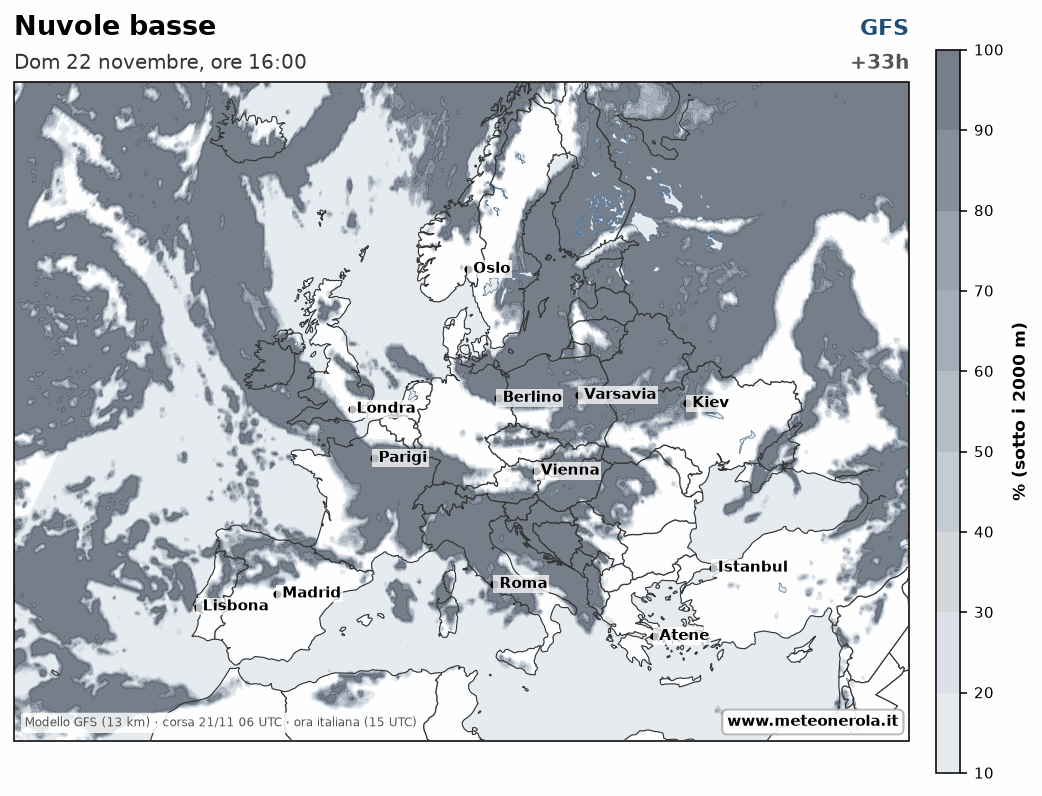 Nuvole basse
GFS
Dom 22 novembre, ore 16:00
+33h
100
90
80
70
60
50
40
30
20
10
% (sotto i 2000 m)
Oslo
Londra
Berlino
Varsavia
Kiev
Parigi
Vienna
Istanbul
Roma
Madrid
Lisbona
Atene
Modello GFS (13 km) · corsa 21/11 06 UTC · ora italiana (15 UTC)
www.meteonerola.it